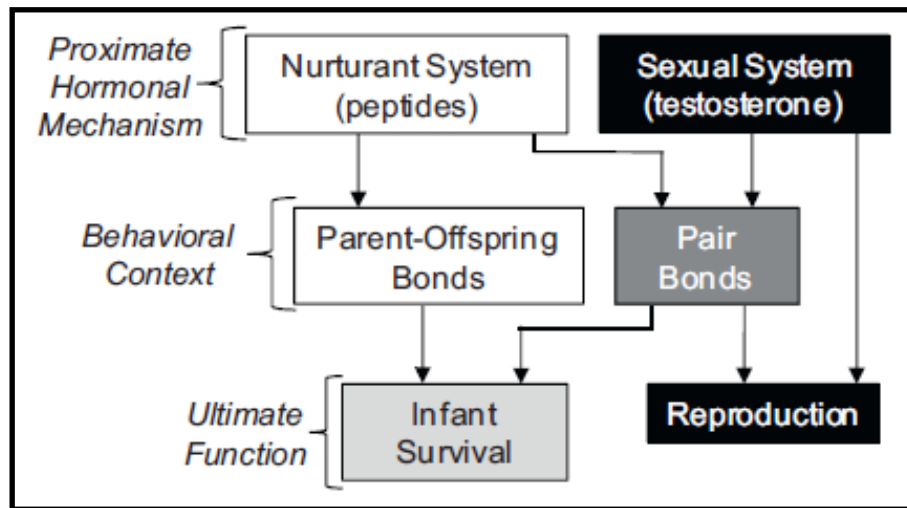 Proximate
Hormonal
Mechanism
Nurturant System
(peptides)
Sexual System
(testosterone)
Behavioral
Context
Parent-Offspring
Bonds
Pair
Bonds
Ultimate
Function
Infant
Survival
Reproduction